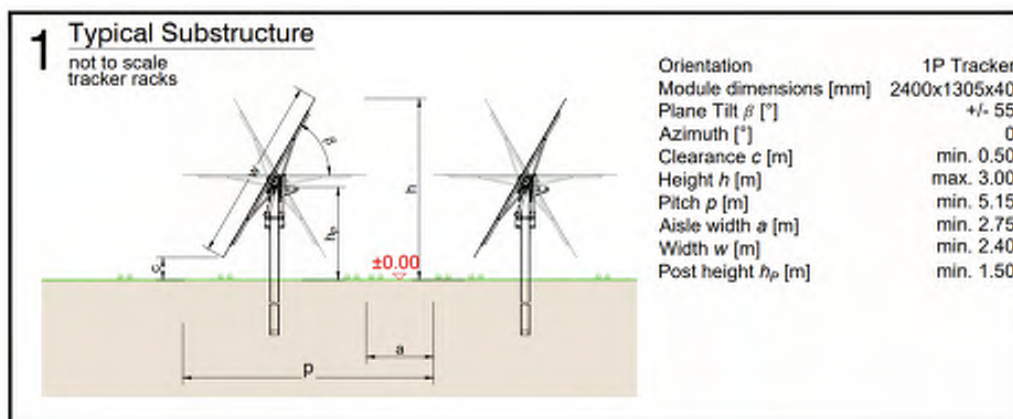 1 Typical Substructure
not to scale
tracker racks
Orientation 1P Tracker
Module dimensions [mm] 2400x1305x40
Plane Tilt β [°] +/- 55
Azimuth [°] 0
Clearance c [m] min. 0.50
Height h [m] max. 3.00
Pitch p [m] min. 5.15
Aisle width a [m] min. 2.75
Width w [m] min. 2.40
Post height hP [m] min. 1.50
β
w
h
hP
c
±0.00
a
p